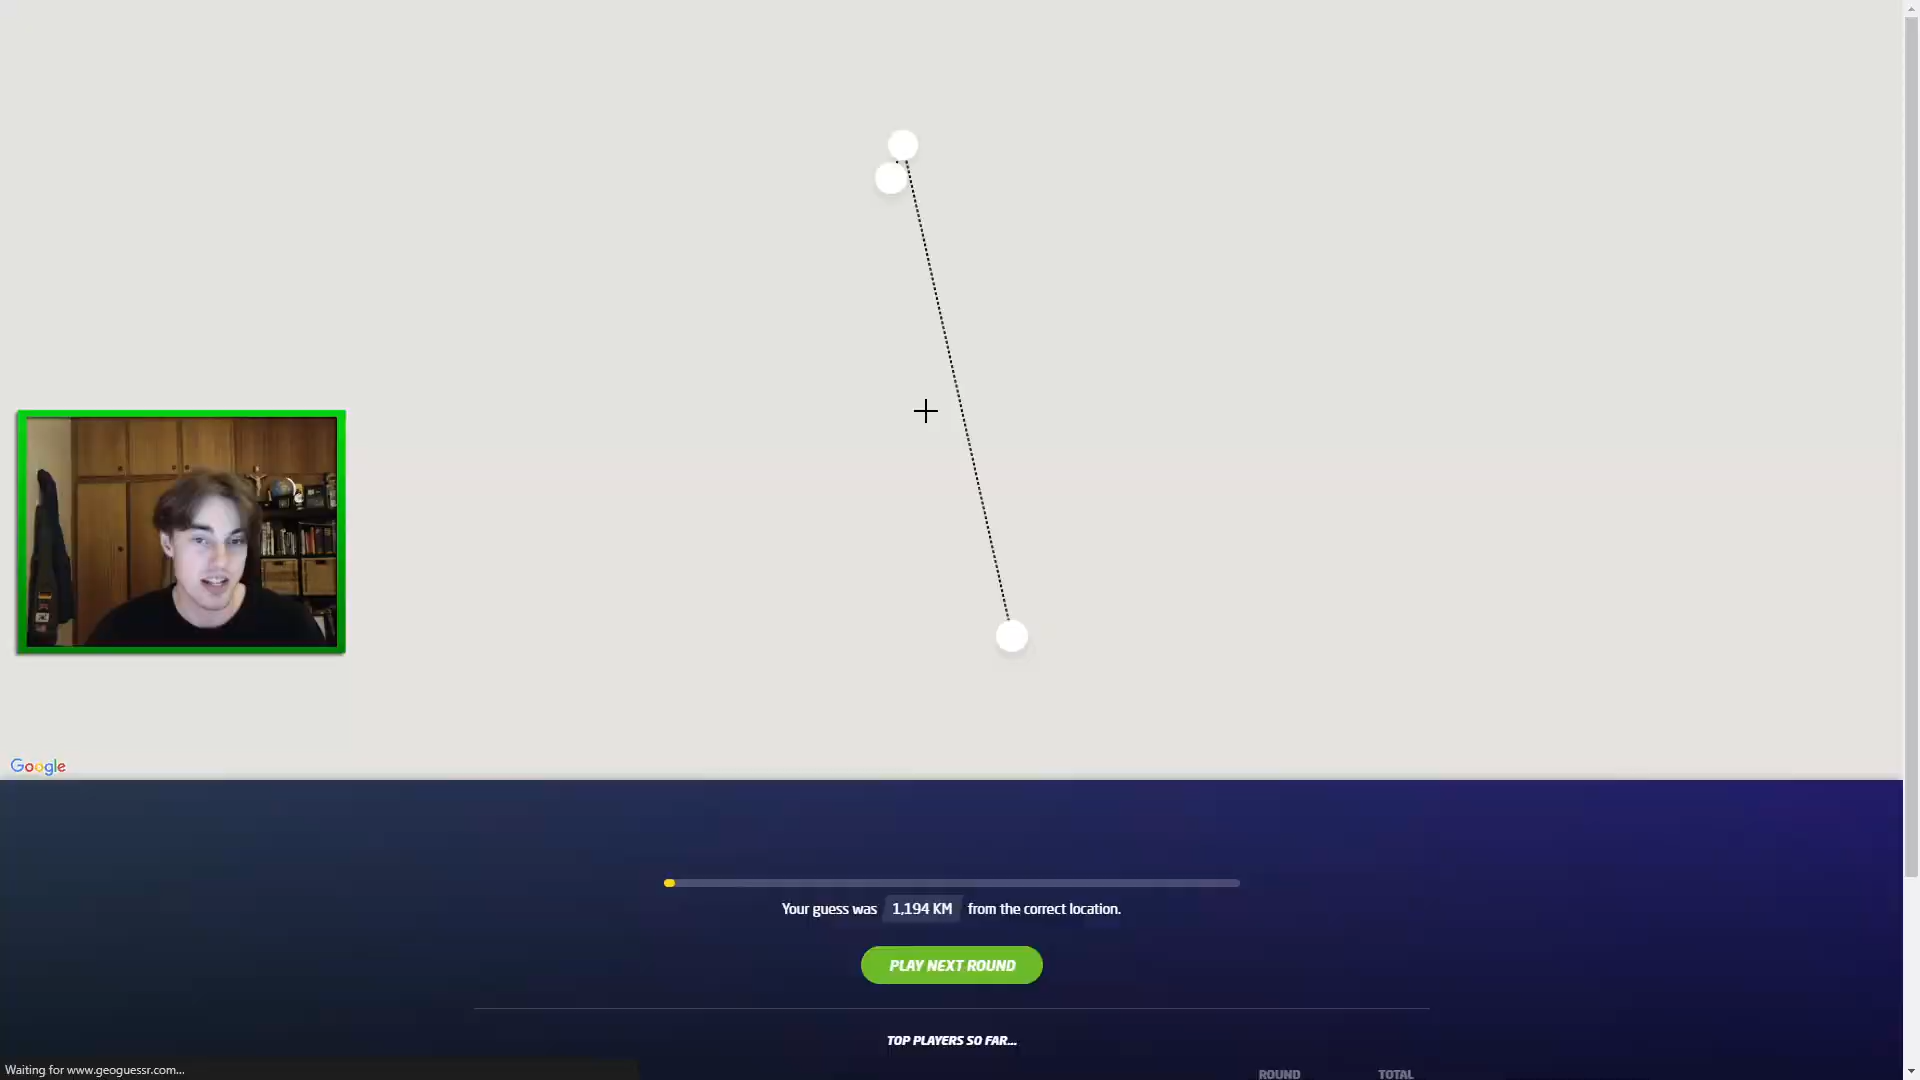 Google
Your guess was 1,194 KM from the correct location.
PLAY NEXT ROUND
TOP PLAYERS SO FAR...
Waiting for www.geoguessr.com...
ROUND TOTAL